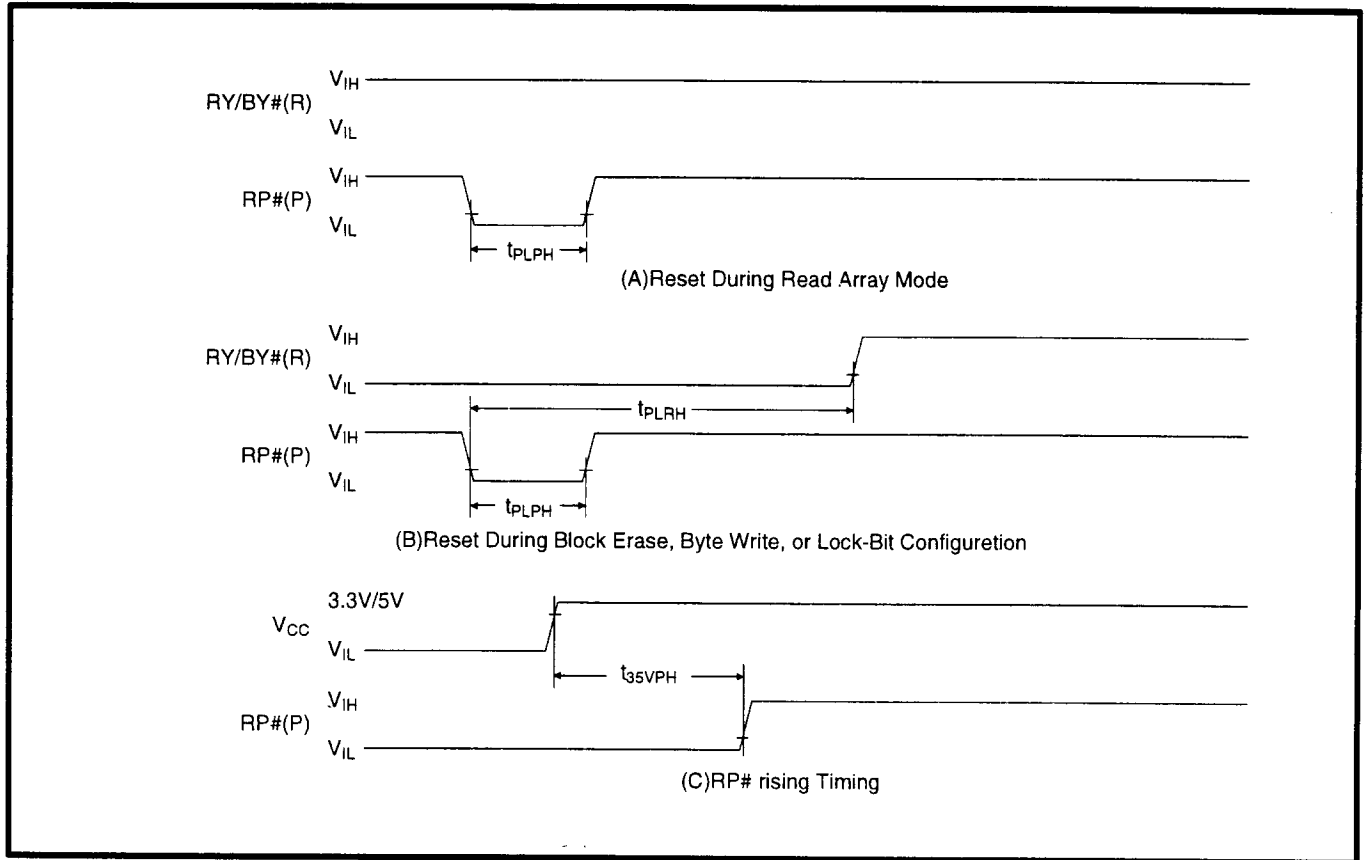 V_IH
RY/BY#(R)
V_IL
V_IH
RP#(P)
V_IL
t_PLPH
(A)Reset During Read Array Mode
V_IH
RY/BY#(R)
V_IL
t_PLRH
V_IH
RP#(P)
V_IL
t_PLPH
(B)Reset During Block Erase, Byte Write, or Lock-Bit Configuretion
3.3V/5V
V_CC
V_IL
t_35VPH
V_IH
RP#(P)
V_IL
(C)RP# rising Timing